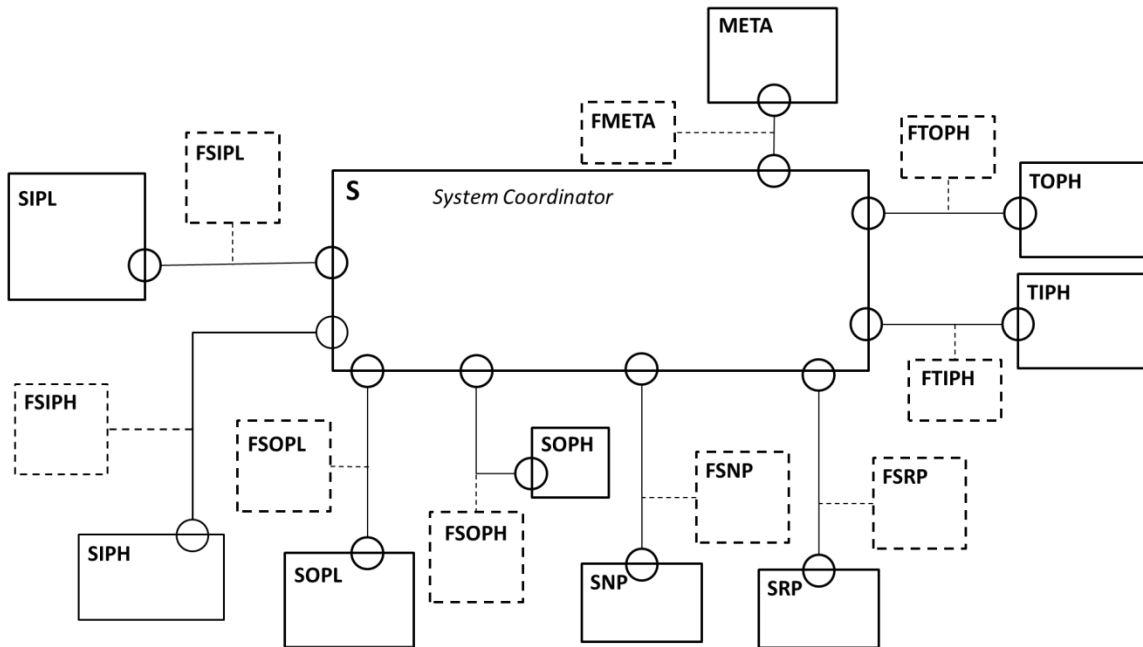 META
FMETA
FTOPH
FSIPL
TOPH
SIPL
S
System Coordinator
TIPH
FTIPH
FSIPH
FSOPL
SOPH
FSNP
FSRP
FSOPH
SIPH
SOPL
SNP
SRP